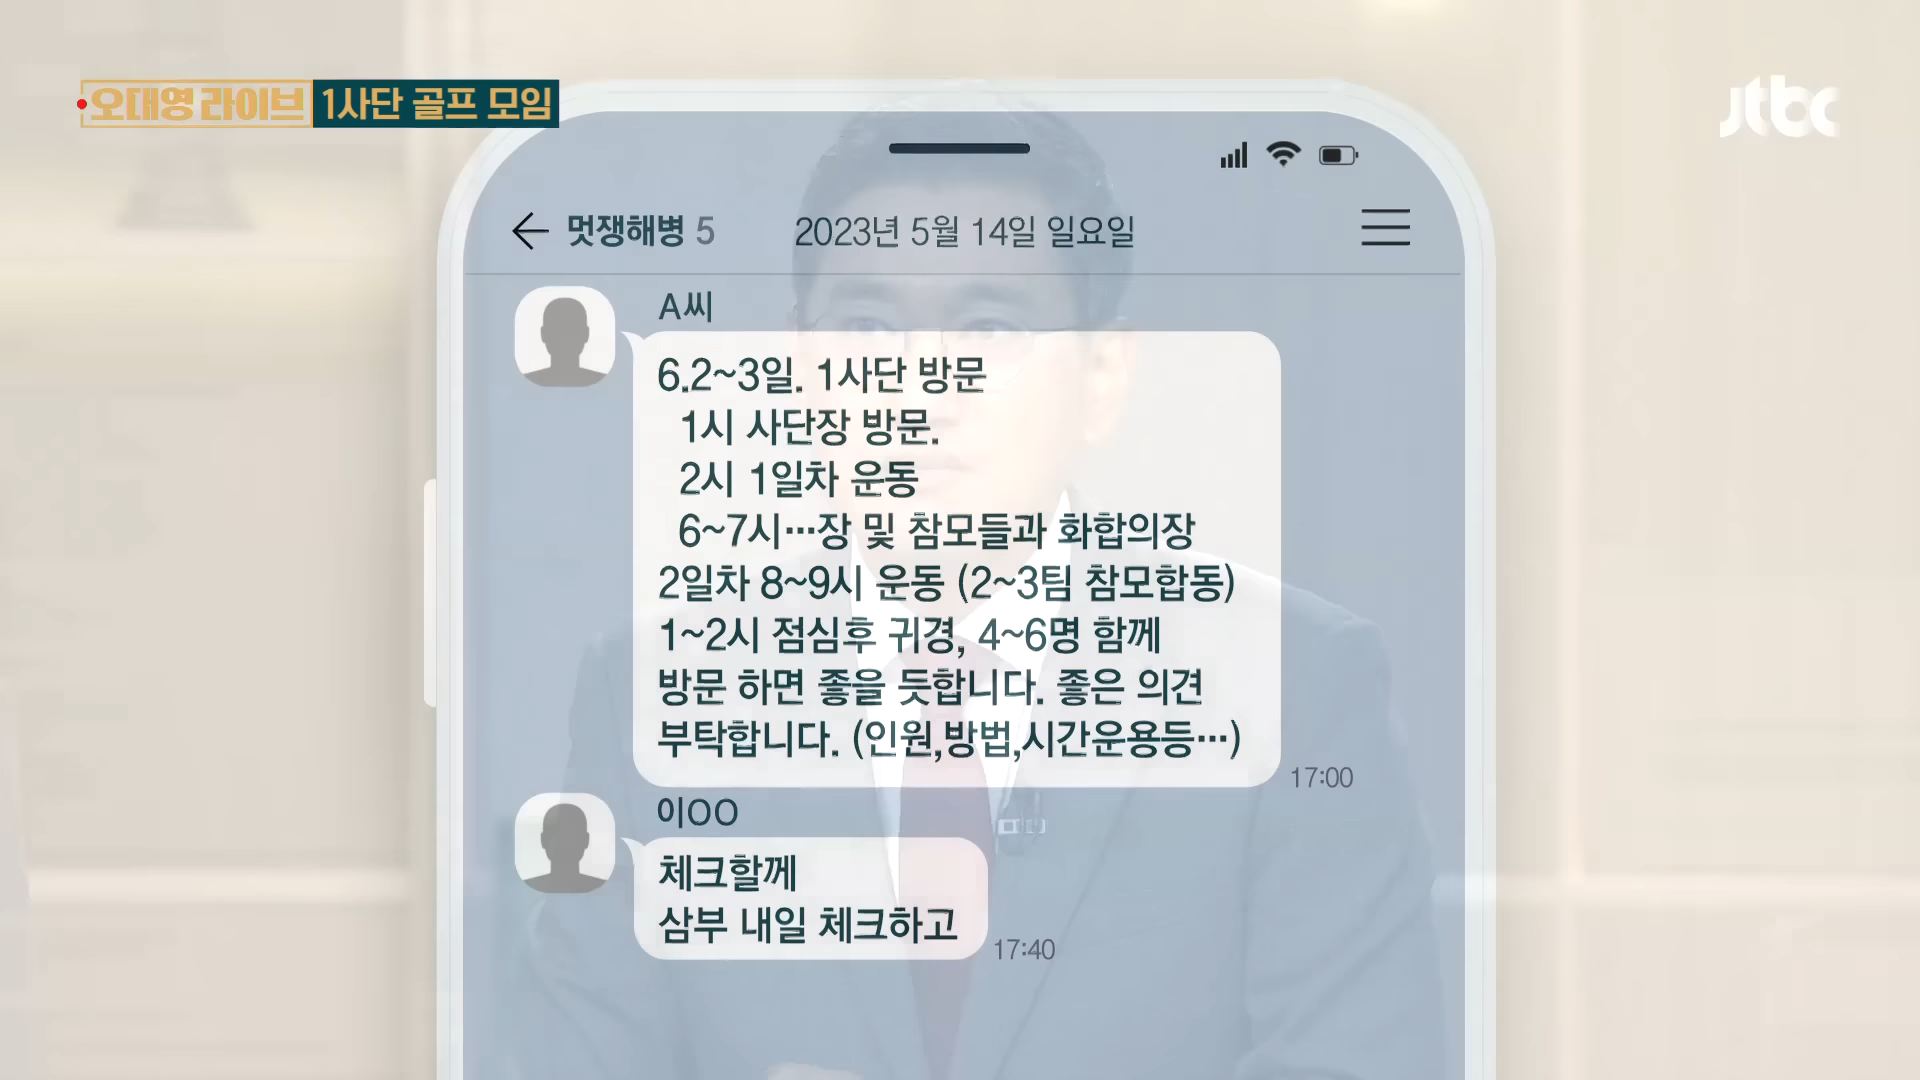 오대영 라이브
1사단 골프 모임
jtbc
멋쟁해병 5
2023년 5월 14일 일요일
A씨
6.2~3일. 1사단 방문
1시 사단장 방문.
2시 1일차 운동
6~7시…장 및 참모들과 화합의장
2일차 8~9시 운동 (2~3팀 참모합동)
1~2시 점심후 귀경, 4~6명 함께
방문 하면 좋을 듯합니다. 좋은 의견
부탁합니다. (인원,방법,시간운용등…)
17:00
이OO
체크할께
삼부 내일 체크하고
17:40